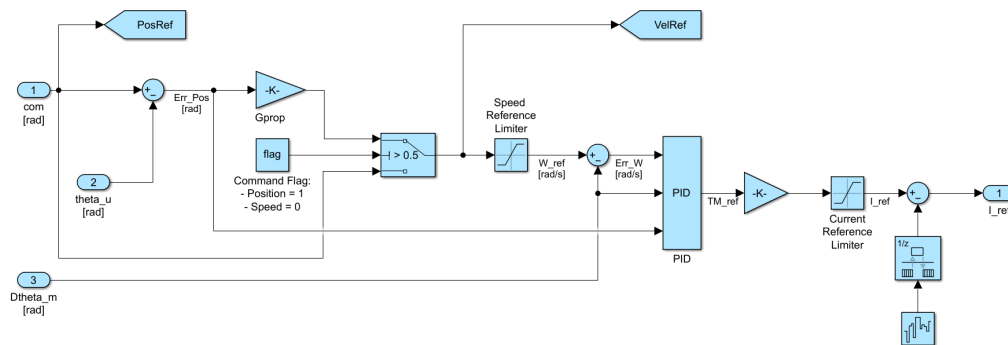 PosRef
VelRef
1
com
[rad]
+
−
Err_Pos
[rad]
-K-
Gprop
2
theta_u
[rad]
flag
Command Flag:
- Position = 1
- Speed = 0
> 0.5
Speed
Reference
Limiter
W_ref
[rad/s]
+
−
Err_W
[rad/s]
PID
PID
TM_ref
-K-
Current
Reference
Limiter
I_ref
+
−
1
I_ref
1/z
3
Dtheta_m
[rad]